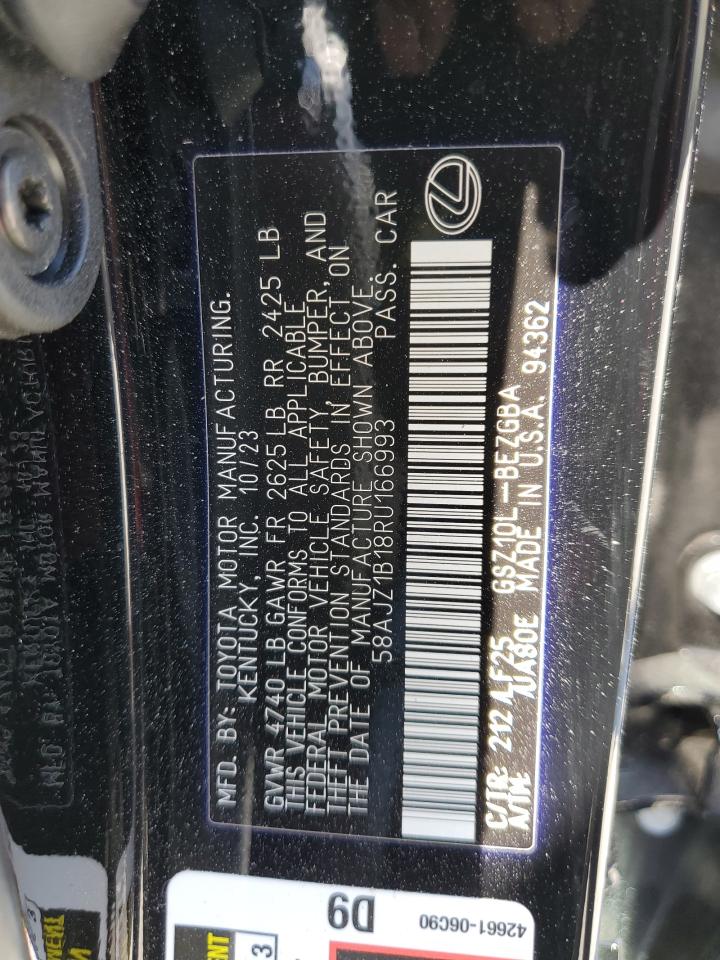 MFD. BY: TOYOTA MOTOR MANUFACTURING.
KENTUCKY, INC. 10/23
GVWR 4740 LB GAWR FR 2625 LB RR 2425 LB
THIS VEHICLE CONFORMS TO ALL APPLICABLE
FEDERAL MOTOR VEHICLE SAFETY, BUMPER, AND
THEFT PREVENTION STANDARDS IN EFFECT ON
THE DATE OF MANUFACTURE SHOWN ABOVE.
58AJZ1B18RU166993 PASS. CAR
C/TR: 212 /LF25 GSZ10L-BEZGBA
A/TM: /UA80E MADE IN U.S.A. 94362
D9
42661-06C90